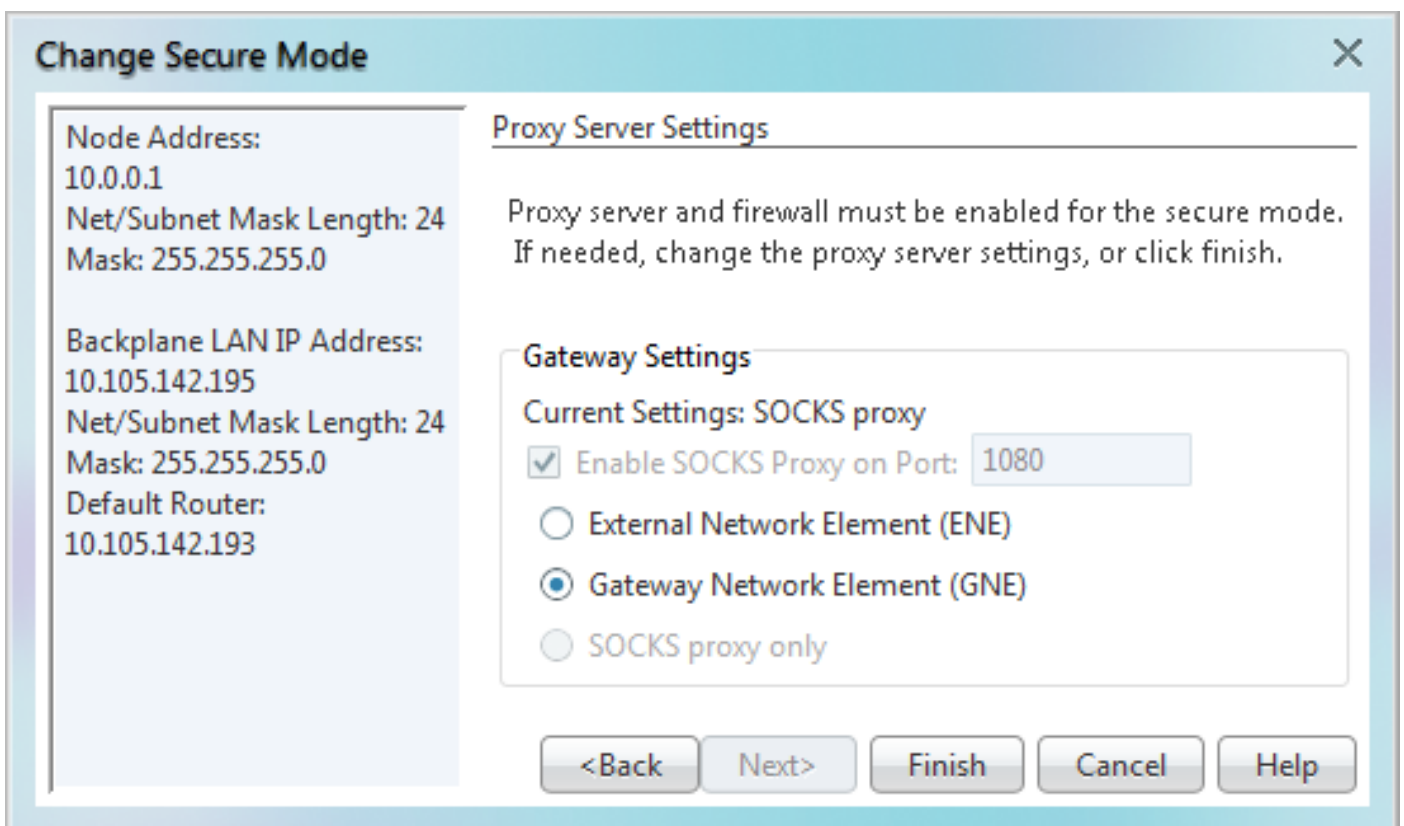 Change Secure Mode
Node Address:
10.0.0.1
Net/Subnet Mask Length: 24
Mask: 255.255.255.0
Backplane LAN IP Address:
10.105.142.195
Net/Subnet Mask Length: 24
Mask: 255.255.255.0
Default Router:
10.105.142.193
Proxy Server Settings
Proxy server and firewall must be enabled for the secure mode.
If needed, change the proxy server settings, or click finish.
Gateway Settings
Current Settings: SOCKS proxy
Enable SOCKS Proxy on Port: 1080
External Network Element (ENE)
Gateway Network Element (GNE)
SOCKS proxy only
<Back Next> Finish Cancel Help